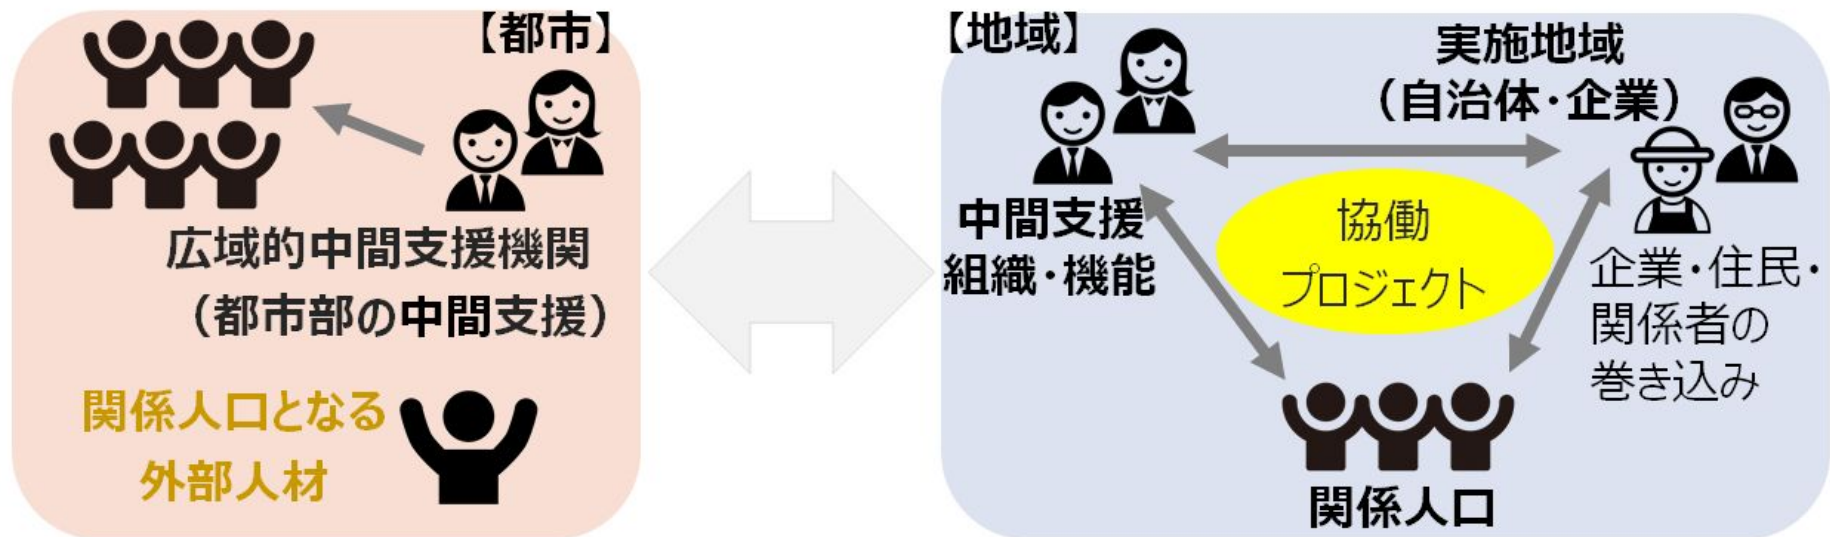 【都市】
広域的中間支援機関
（都市部の中間支援）
関係人口となる
外部人材
【地域】
実施地域
（自治体・企業）
中間支援
組織・機能
協働
プロジェクト
企業・住民・
関係者の
巻き込み
関係人口